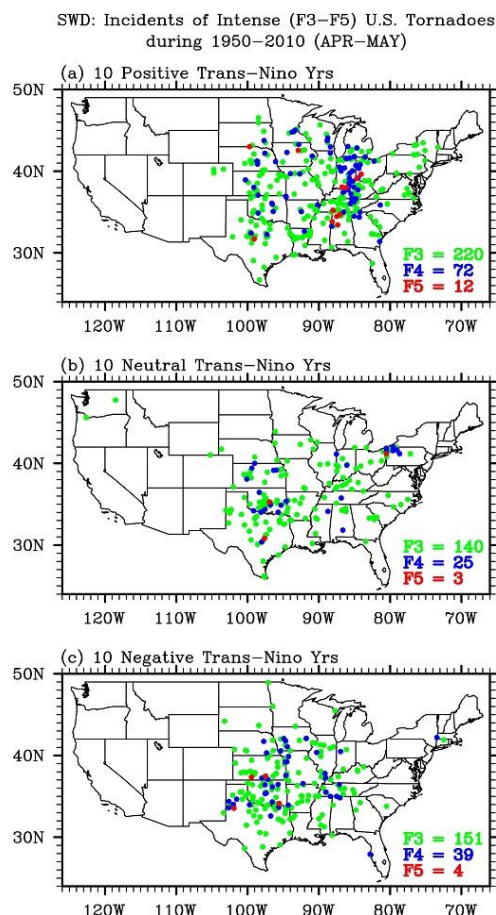 SWD: Incidents of Intense (F3-F5) U.S. Tornadoes
during 1950-2010 (APR-MAY)
(a) 10 Positive Trans-Nino Yrs
50N
40N
30N
F3 = 220
F4 = 72
F5 = 12
120W 110W 100W 90W 80W 70W
(b) 10 Neutral Trans-Nino Yrs
50N
40N
30N
F3 = 140
F4 = 25
F5 = 3
120W 110W 100W 90W 80W 70W
(c) 10 Negative Trans-Nino Yrs
50N
40N
30N
F3 = 151
F4 = 39
F5 = 4
120W 110W 100W 90W 80W 70W